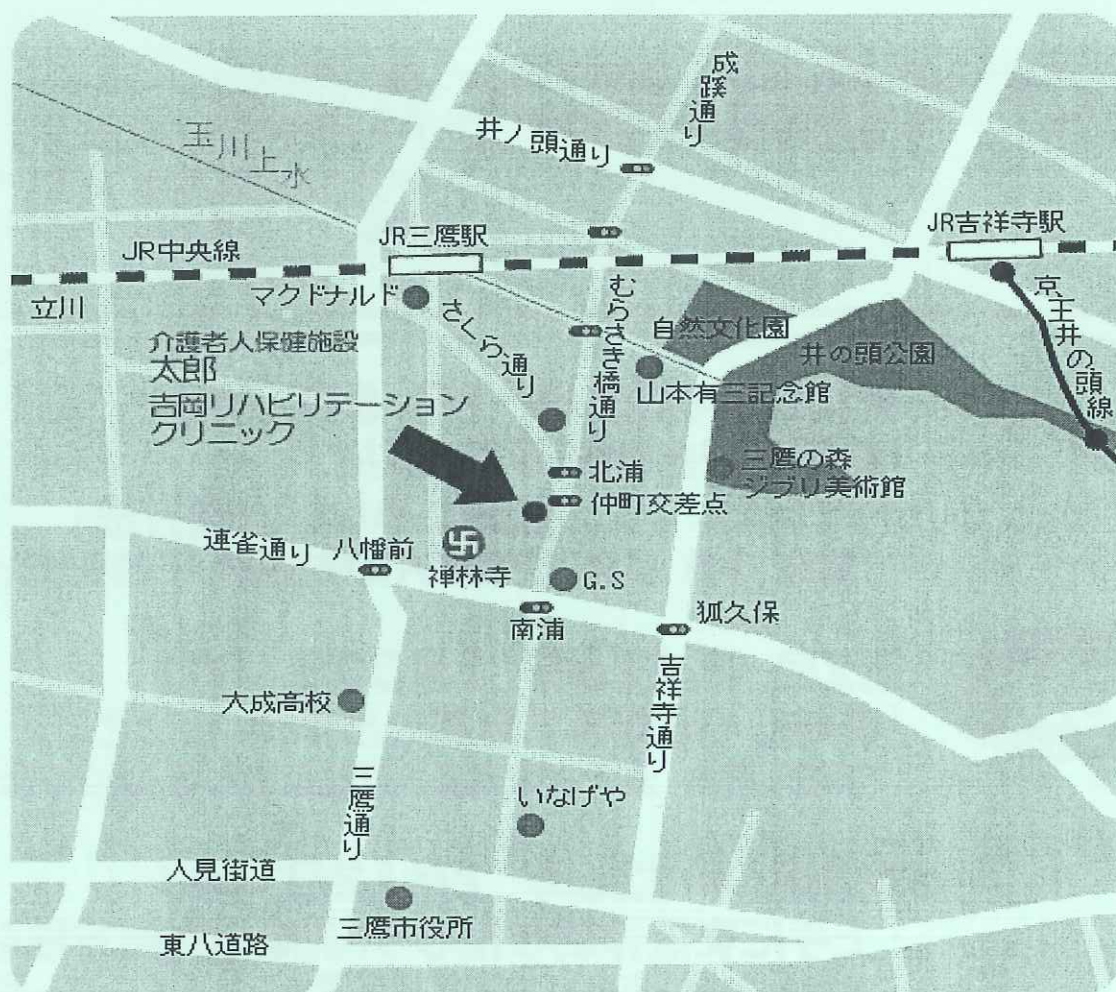 成蹊通り
井ノ頭通り
玉川上水
JR吉祥寺駅
JR三鷹駅
JR中央線
立川
マクドナルド
さくら通り
むらさき橋通り
京王井の頭線
自然文化園
井の頭公園
山本有三記念館
介護老人保健施設
太郎
吉岡リハビリテーション
クリニック
三鷹の森
ジブリ美術館
北浦
仲町交差点
連雀通り
八幡前
卍
禅林寺
G.S
南浦
狐久保
吉祥寺通り
大成高校
三鷹通り
いなげや
人見街道
三鷹市役所
東八道路